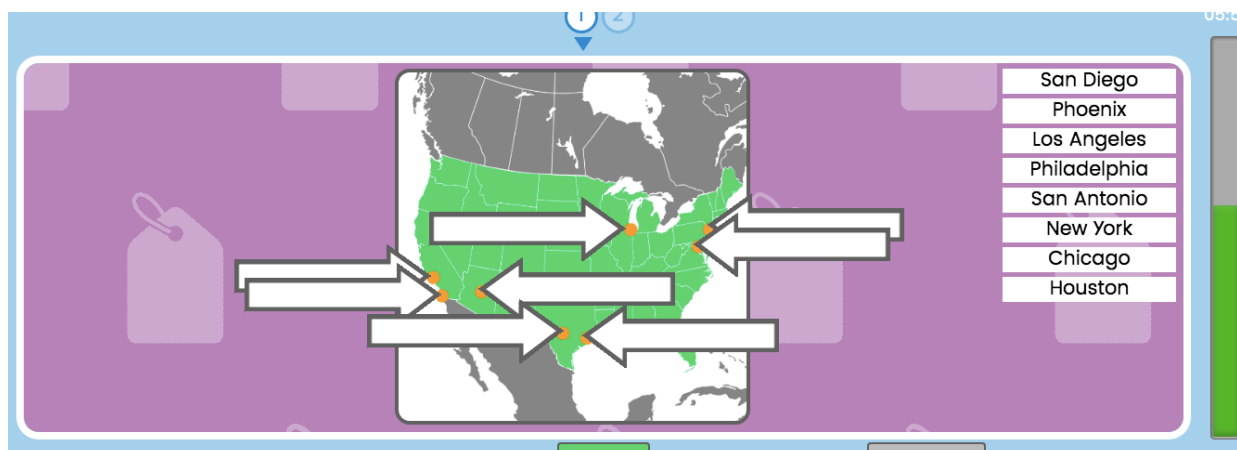 1 2
San Diego
Phoenix
Los Angeles
Philadelphia
San Antonio
New York
Chicago
Houston